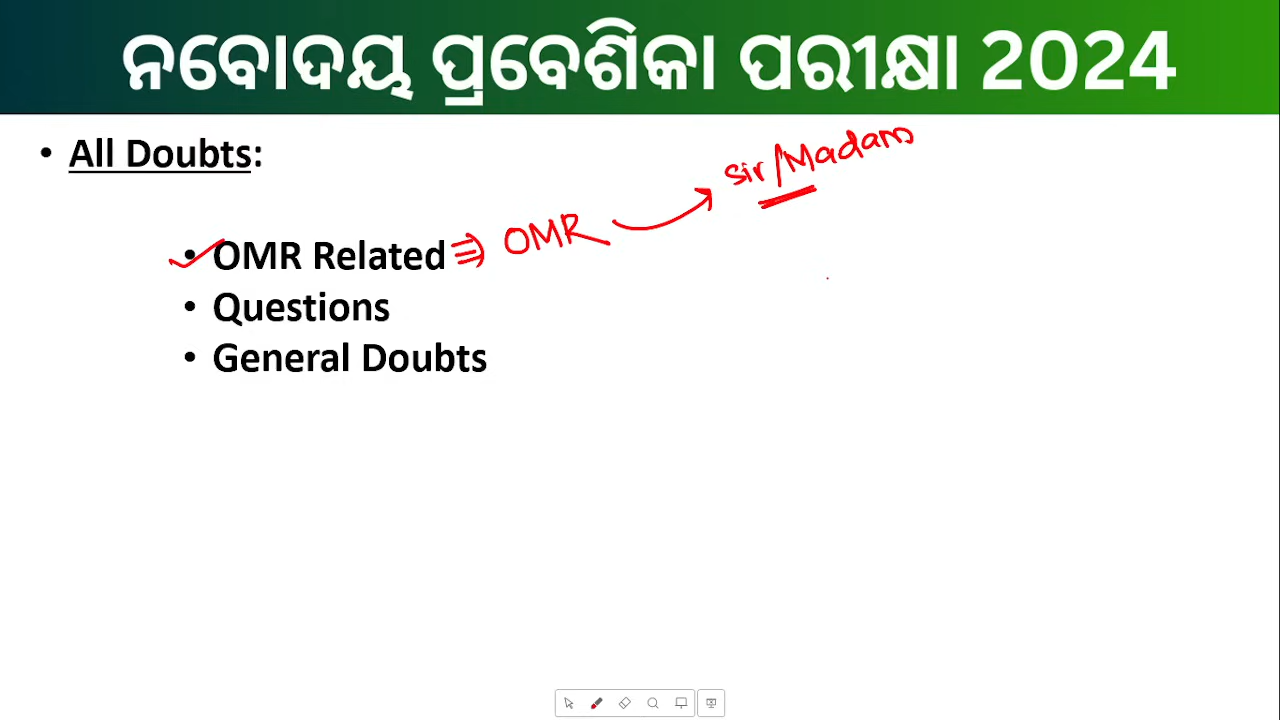 ନବୋଦୟ ପ୍ରବେଶିକା ପରୀକ୍ଷା 2024
• All Doubts:
Sir/Madam
• OMR Related ⇒ OMR
• Questions
• General Doubts